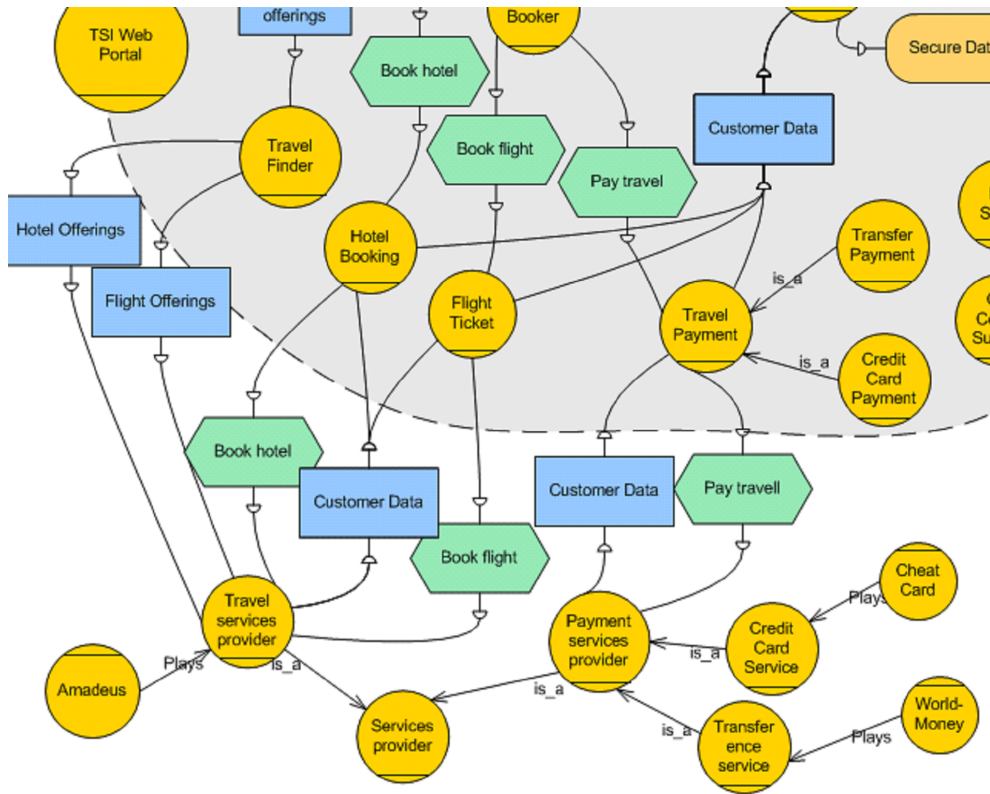 TSI Web
Portal
offerings
Booker
Secure Dat
Book hotel
Travel
Finder
Book flight
Customer Data
Pay travel
Hotel Offerings
Hotel
Booking
Transfer
Payment
is_a
Flight Offerings
Flight
Ticket
Travel
Payment
is_a
Credit
Card
Payment
Book hotel
Customer Data
Customer Data
Pay travell
Book flight
Travel
services
provider
Payment
services
provider
Cheat
Card
Plays
Credit
Card
Service
is_a
Amadeus
Plays
is_a
is_a
Services
provider
World-
Money
Transfer
ence
service
is_a
Plays